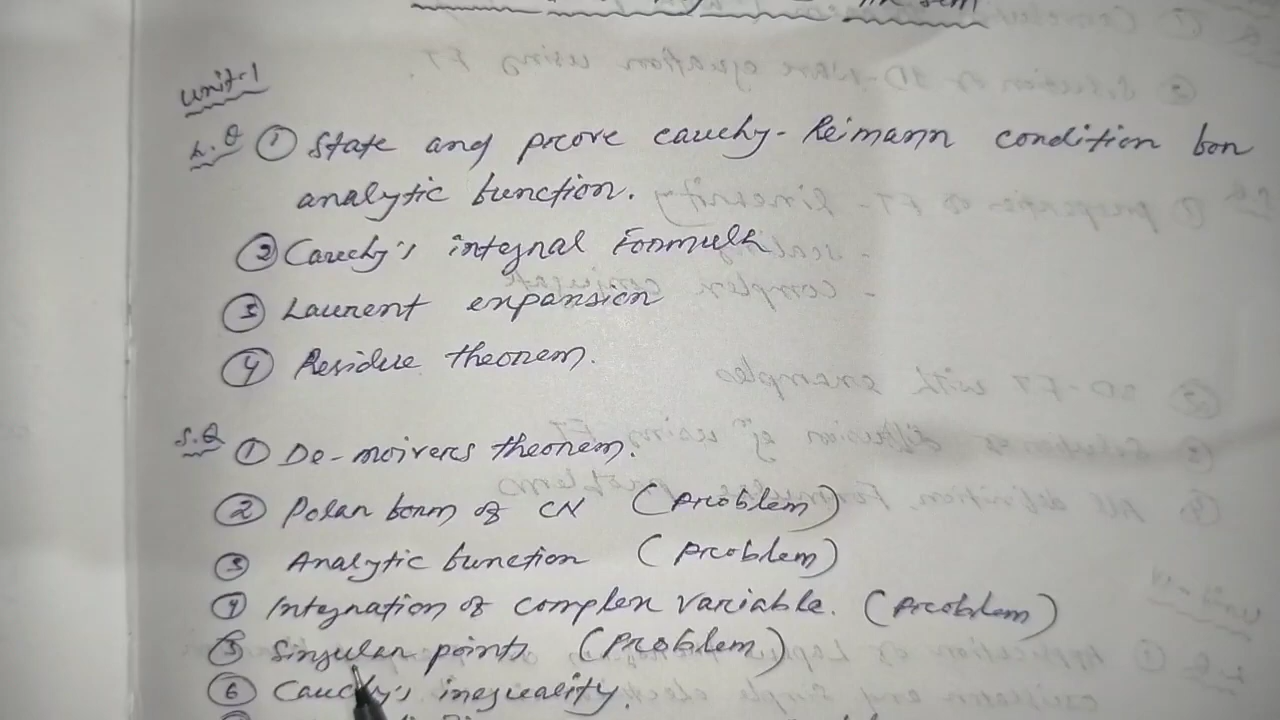 Unit-1
L.Q ① State and prove cauchy-Reimann condition for
analytic function.
② Cauchy's integral Formula
③ Laurent expansion
④ Residue theorem.
S.Q ① De-moivers theorem.
② Polar form of CN (Problem)
③ Analytic function (Problem)
④ Integration of complex variable. (Problem)
⑤ Singular points (Problem)
⑥ Cauchy's inequality.